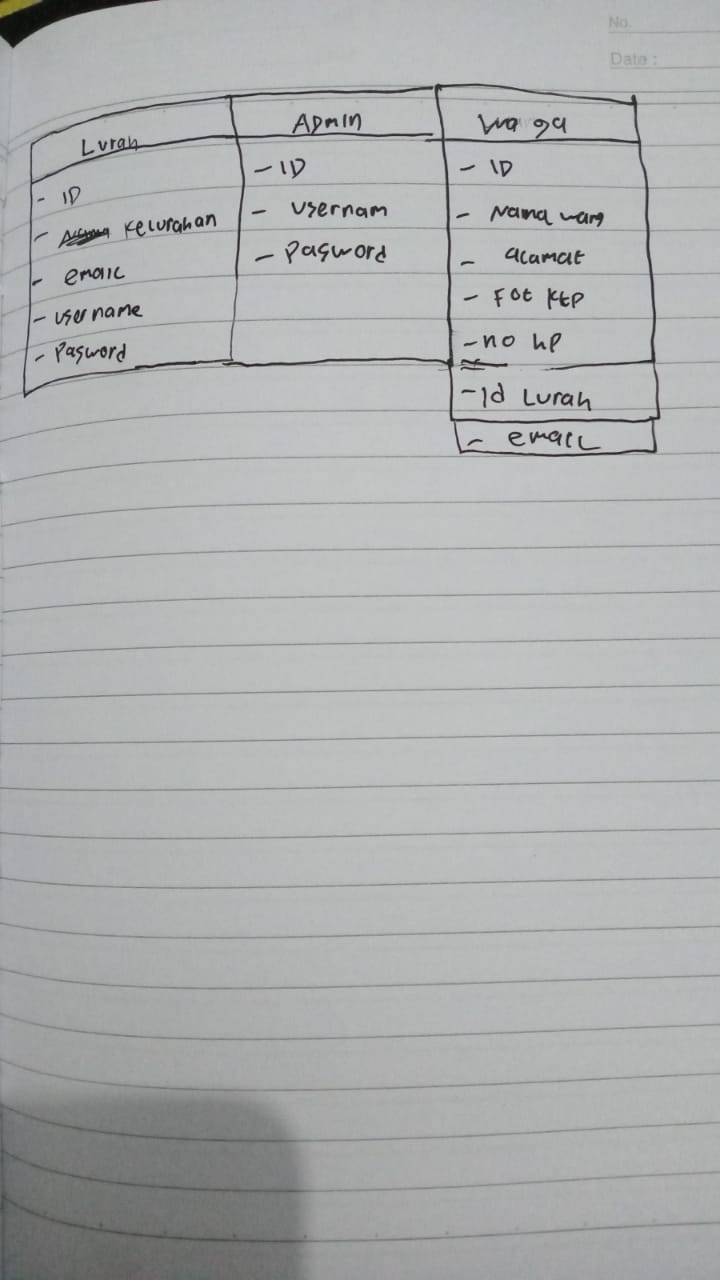 No.
Date :
Lurah
- ID
- Kelurahan
- email
- username
- Pasword
Admin
- ID
- Usernam
- Pasword
Warga
- ID
- Nama warg
- alamat
- Fot KtP
- no hp
- Id Lurah
- email